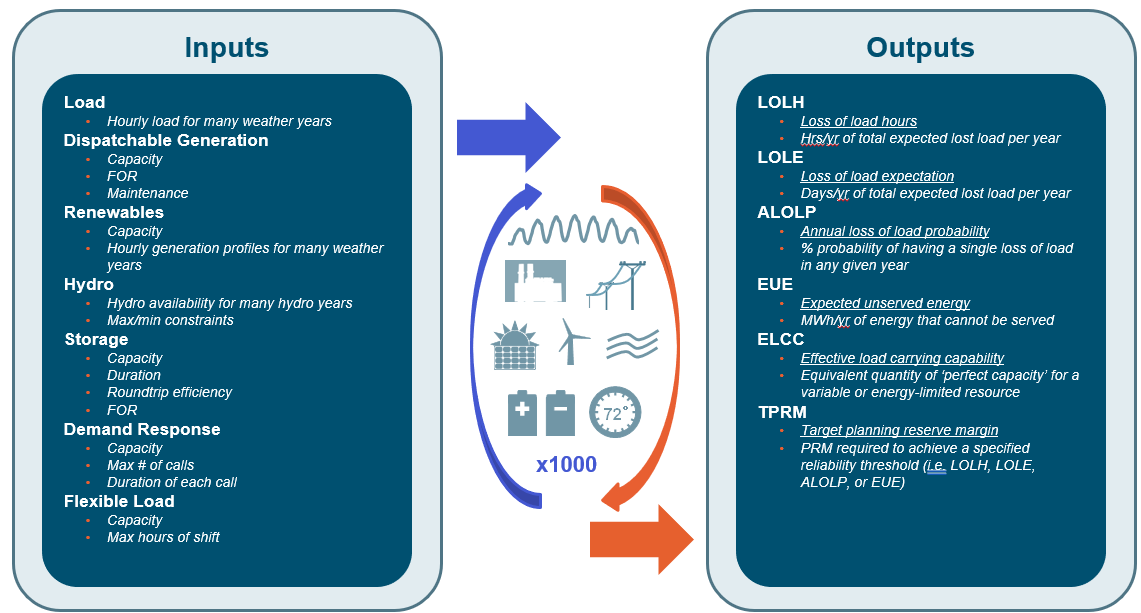 Inputs
Load
• Hourly load for many weather years
Dispatchable Generation
• Capacity
• FOR
• Maintenance
Renewables
• Capacity
• Hourly generation profiles for many weather
years
Hydro
• Hydro availability for many hydro years
• Max/min constraints
Storage
• Capacity
• Duration
• Roundtrip efficiency
• FOR
Demand Response
• Capacity
• Max # of calls
• Duration of each call
Flexible Load
• Capacity
• Max hours of shift
72°
x1000
Outputs
LOLH
• Loss of load hours
• Hrs/yr of total expected lost load per year
LOLE
• Loss of load expectation
• Days/yr of total expected lost load per year
ALOLP
• Annual loss of load probability
• % probability of having a single loss of load
in any given year
EUE
• Expected unserved energy
• MWh/yr of energy that cannot be served
ELCC
• Effective load carrying capability
• Equivalent quantity of ‘perfect capacity’ for a
variable or energy-limited resource
TPRM
• Target planning reserve margin
• PRM required to achieve a specified
reliability threshold (i.e. LOLH, LOLE,
ALOLP, or EUE)